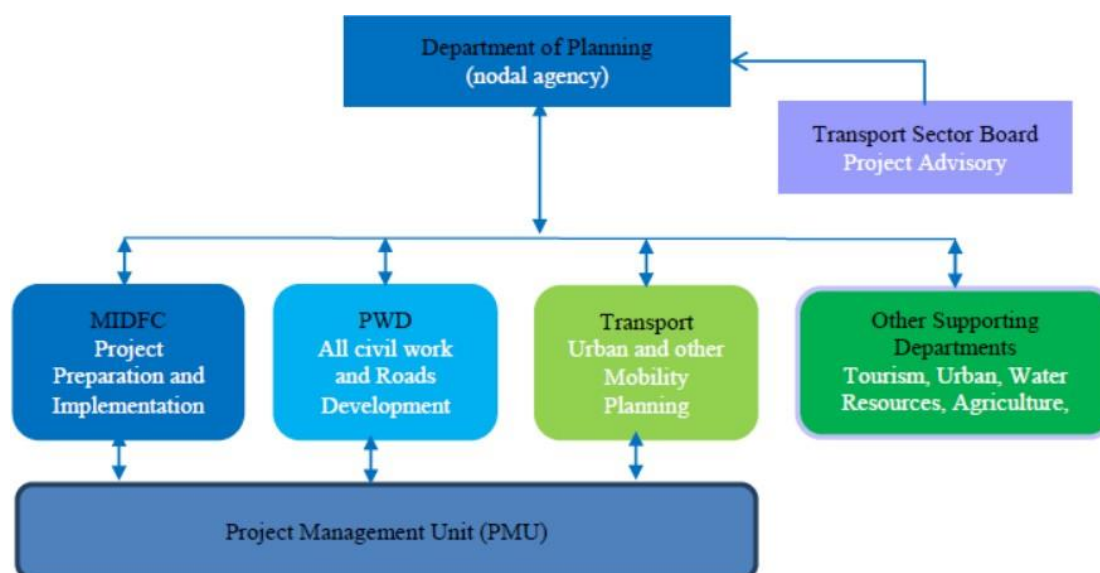 Department of Planning
(nodal agency)
Transport Sector Board
Project Advisory
MIDFC
Project
Preparation and
Implementation
PWD
All civil work
and Roads
Development
Transport
Urban and other
Mobility
Planning
Other Supporting
Departments
Tourism, Urban, Water
Resources, Agriculture,
Project Management Unit (PMU)